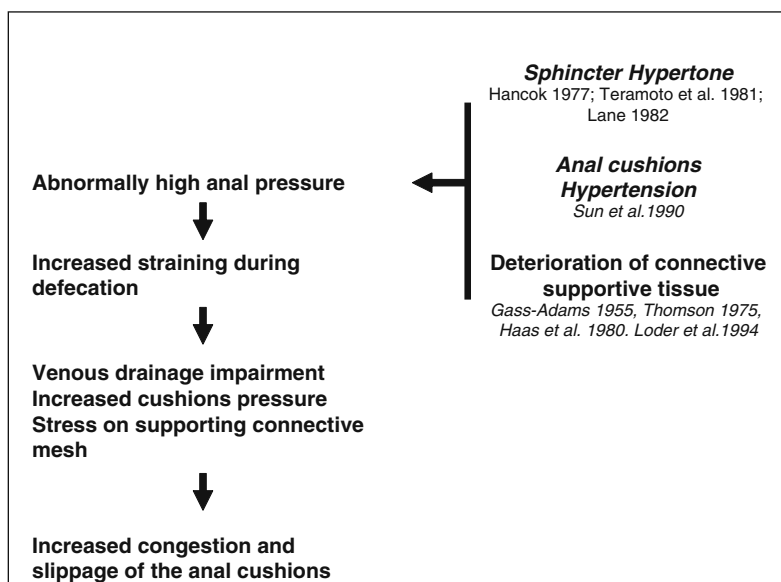 Sphincter Hypertone
Hancok 1977; Teramoto et al. 1981;
Lane 1982
Anal cushions
Hypertension
Sun et al.1990
Deterioration of connective
supportive tissue
Gass-Adams 1955, Thomson 1975,
Haas et al. 1980. Loder et al.1994
Abnormally high anal pressure
Increased straining during
defecation
Venous drainage impairment
Increased cushions pressure
Stress on supporting connective
mesh
Increased congestion and
slippage of the anal cushions